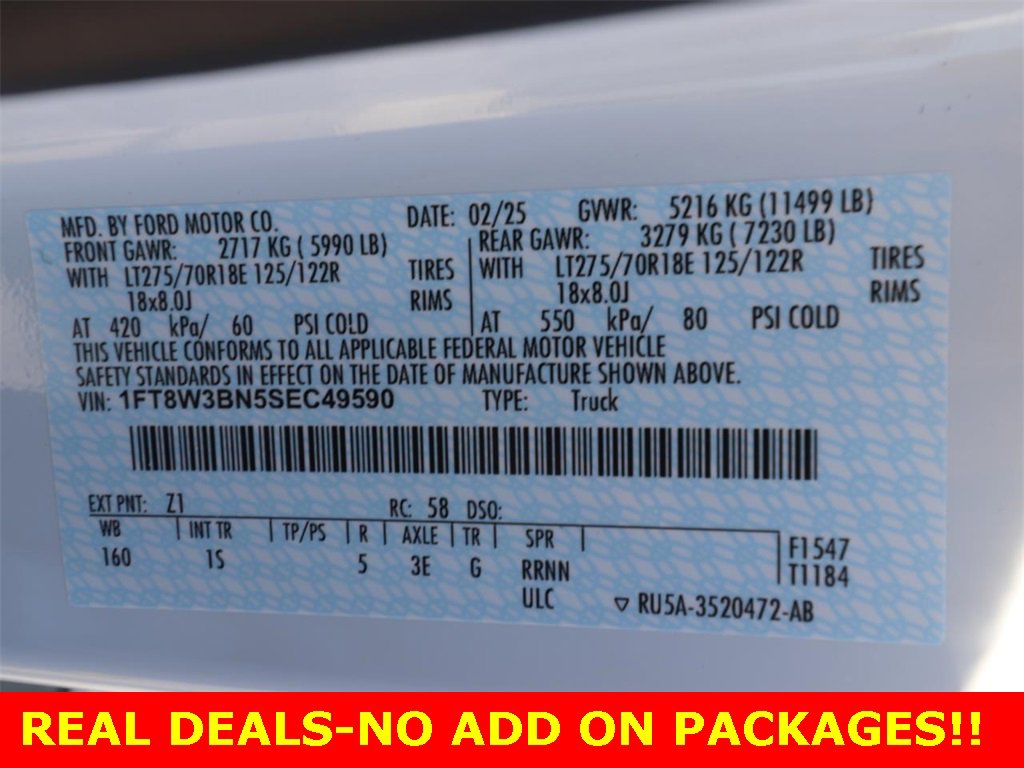 MFD. BY FORD MOTOR CO. DATE: 02/25 GVWR: 5216 KG (11499 LB)
FRONT GAWR: 2717 KG ( 5990 LB) REAR GAWR: 3279 KG ( 7230 LB)
WITH LT275/70R18E 125/122R TIRES WITH LT275/70R18E 125/122R TIRES
18x8.0J RIMS 18x8.0J RIMS
AT 420 kPa/ 60 PSI COLD AT 550 kPa/ 80 PSI COLD
THIS VEHICLE CONFORMS TO ALL APPLICABLE FEDERAL MOTOR VEHICLE
SAFETY STANDARDS IN EFFECT ON THE DATE OF MANUFACTURE SHOWN ABOVE.
VIN: 1FT8W3BN5SEC49590 TYPE: Truck
EXT PNT: Z1 RC: 58 DSO:
WB INT TR TP/PS R AXLE TR SPR F1547
160 1S 5 3E G RRNN T1184
ULC ▽ RU5A-3520472-AB
REAL DEALS-NO ADD ON PACKAGES!!